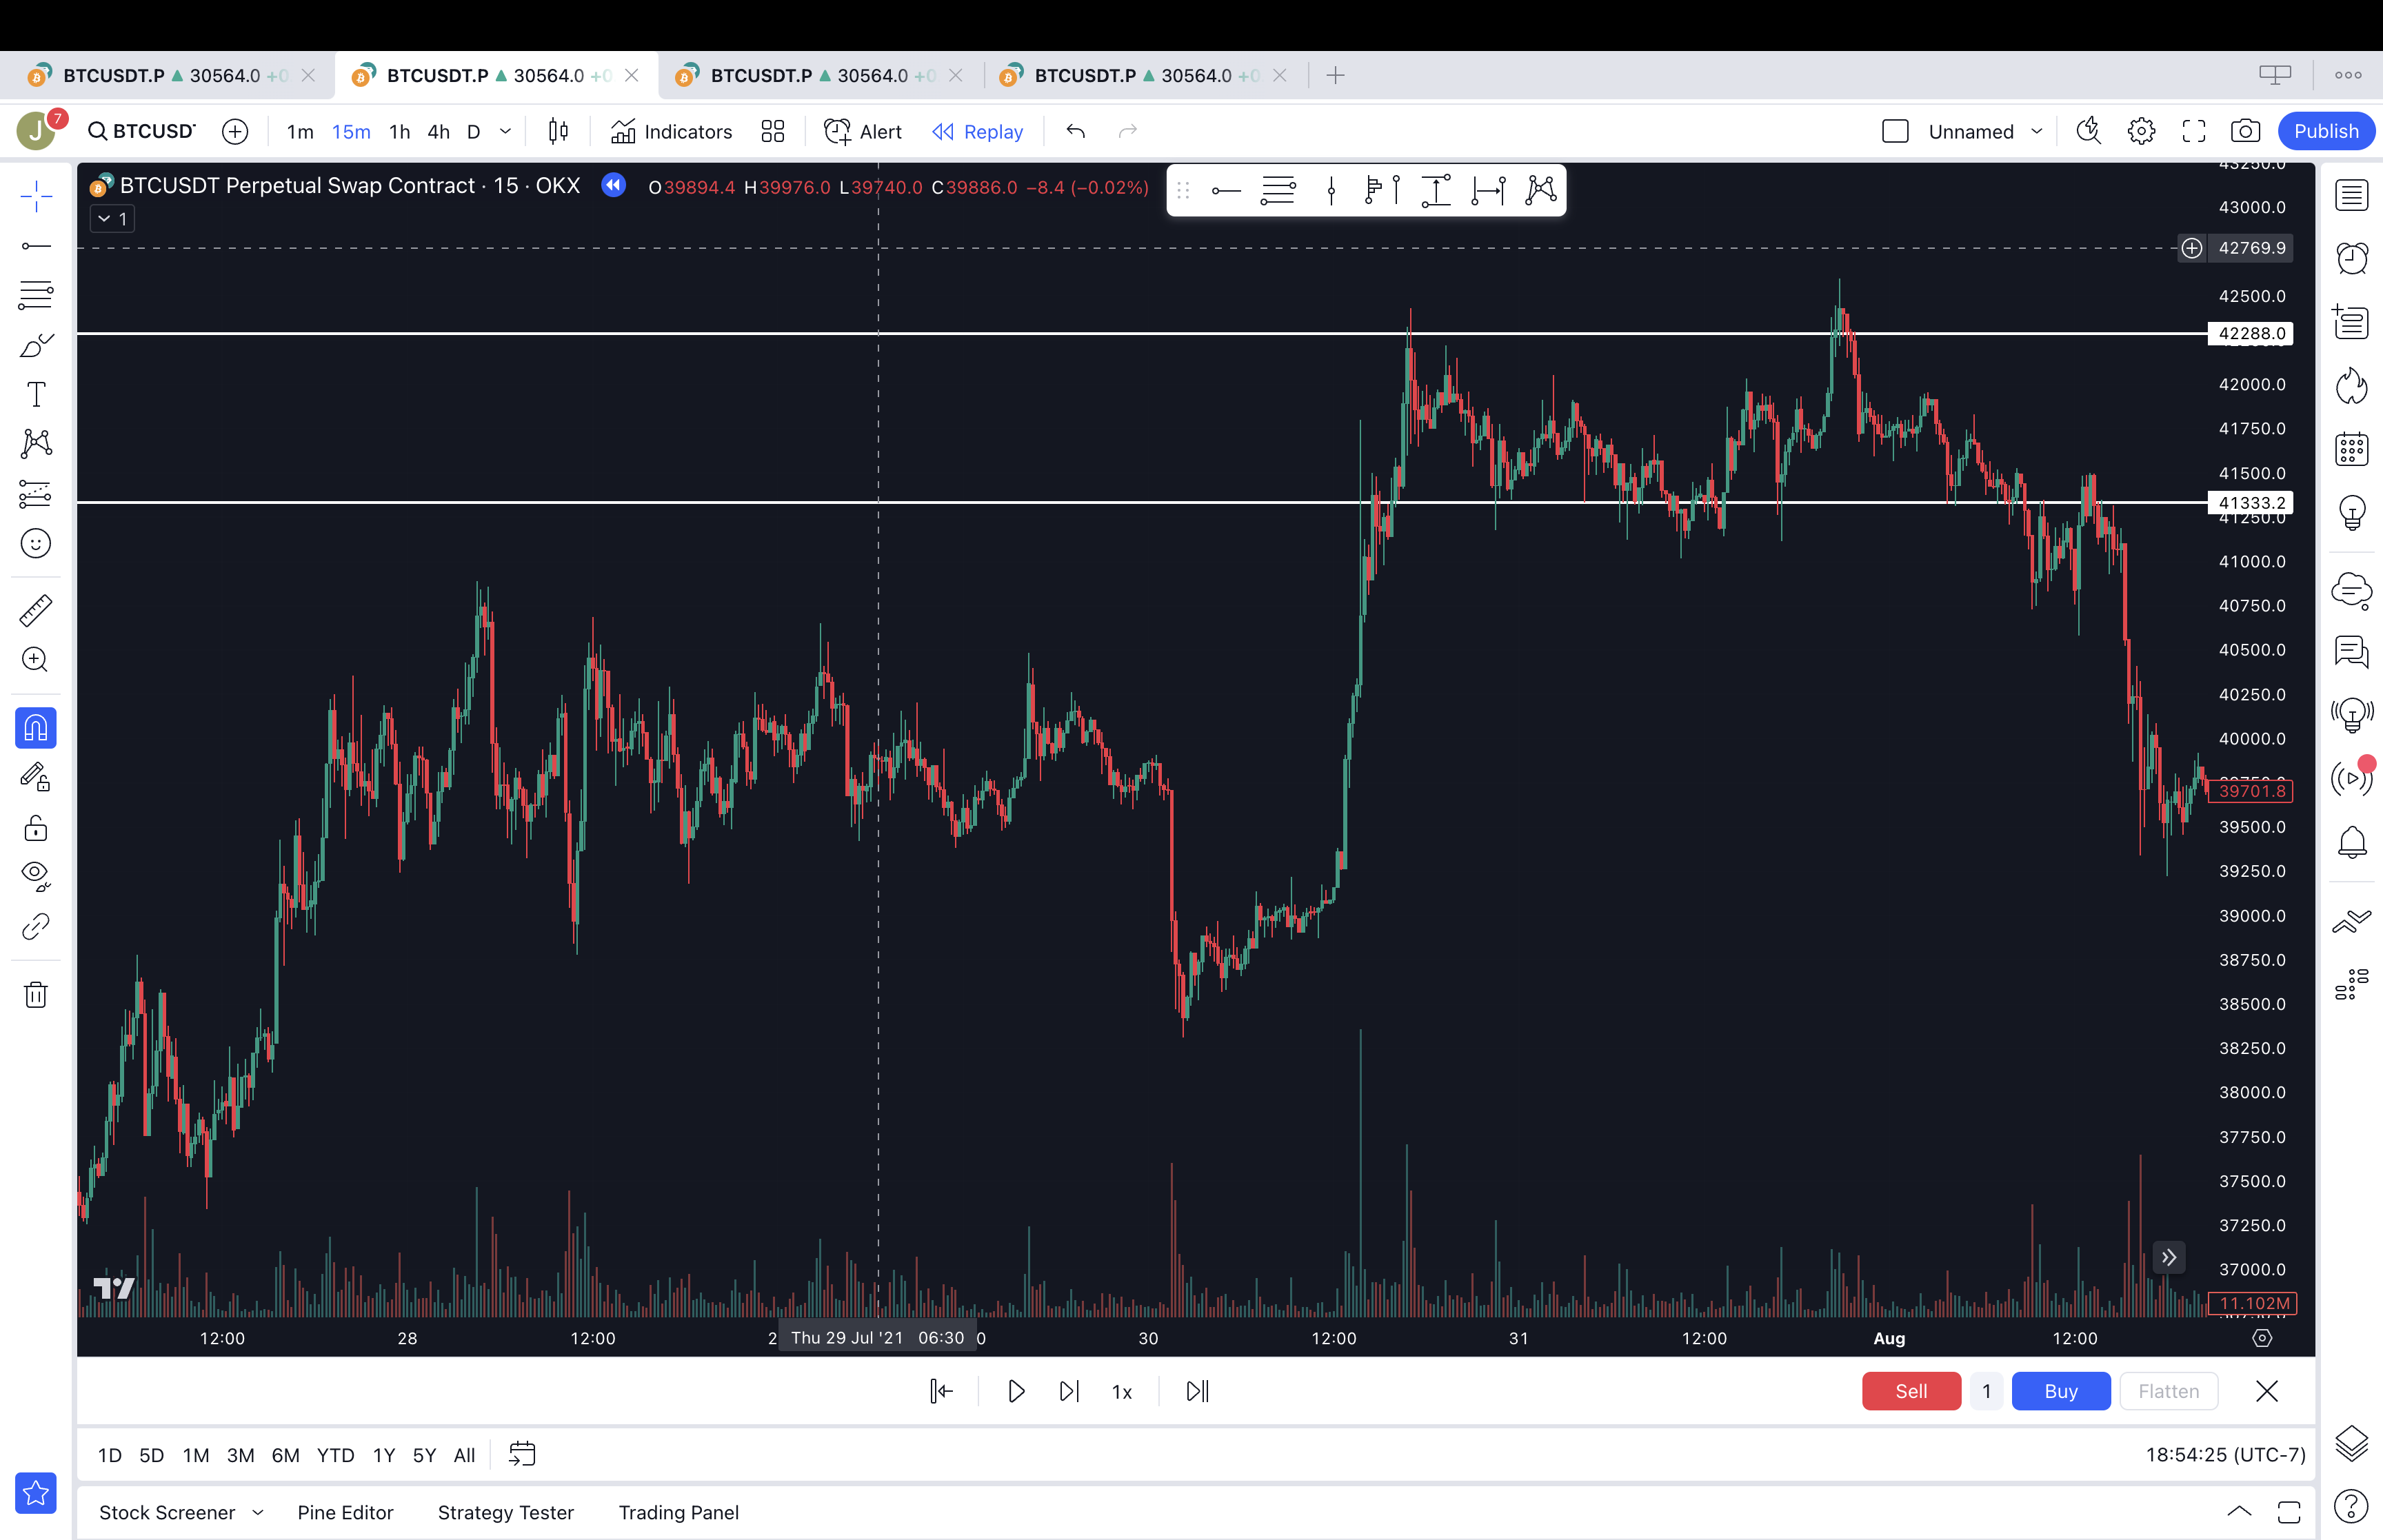 BTCUSDT.P ▲ 30564.0 +0
BTCUSDT.P ▲ 30564.0 +0
BTCUSDT.P ▲ 30564.0 +0
BTCUSDT.P ▲ 30564.0 +0
J 7 BTCUSD 1m 15m 1h 4h D Indicators Alert Replay Unnamed Publish
BTCUSDT Perpetual Swap Contract · 15 · OKX O39894.4 H39976.0 L39740.0 C39886.0 −8.4 (−0.02%)
1
43250.0
43000.0
42769.9
42500.0
42288.0
42000.0
41750.0
41500.0
41333.2
41250.0
41000.0
40750.0
40500.0
40250.0
40000.0
39701.8
39500.0
39250.0
39000.0
38750.0
38500.0
38250.0
38000.0
37750.0
37500.0
37250.0
37000.0
11.102M
12:00 28 12:00 2 Thu 29 Jul '21 06:30 0 30 12:00 31 12:00 Aug 12:00
1x Sell 1 Buy Flatten
1D 5D 1M 3M 6M YTD 1Y 5Y All 18:54:25 (UTC-7)
Stock Screener Pine Editor Strategy Tester Trading Panel